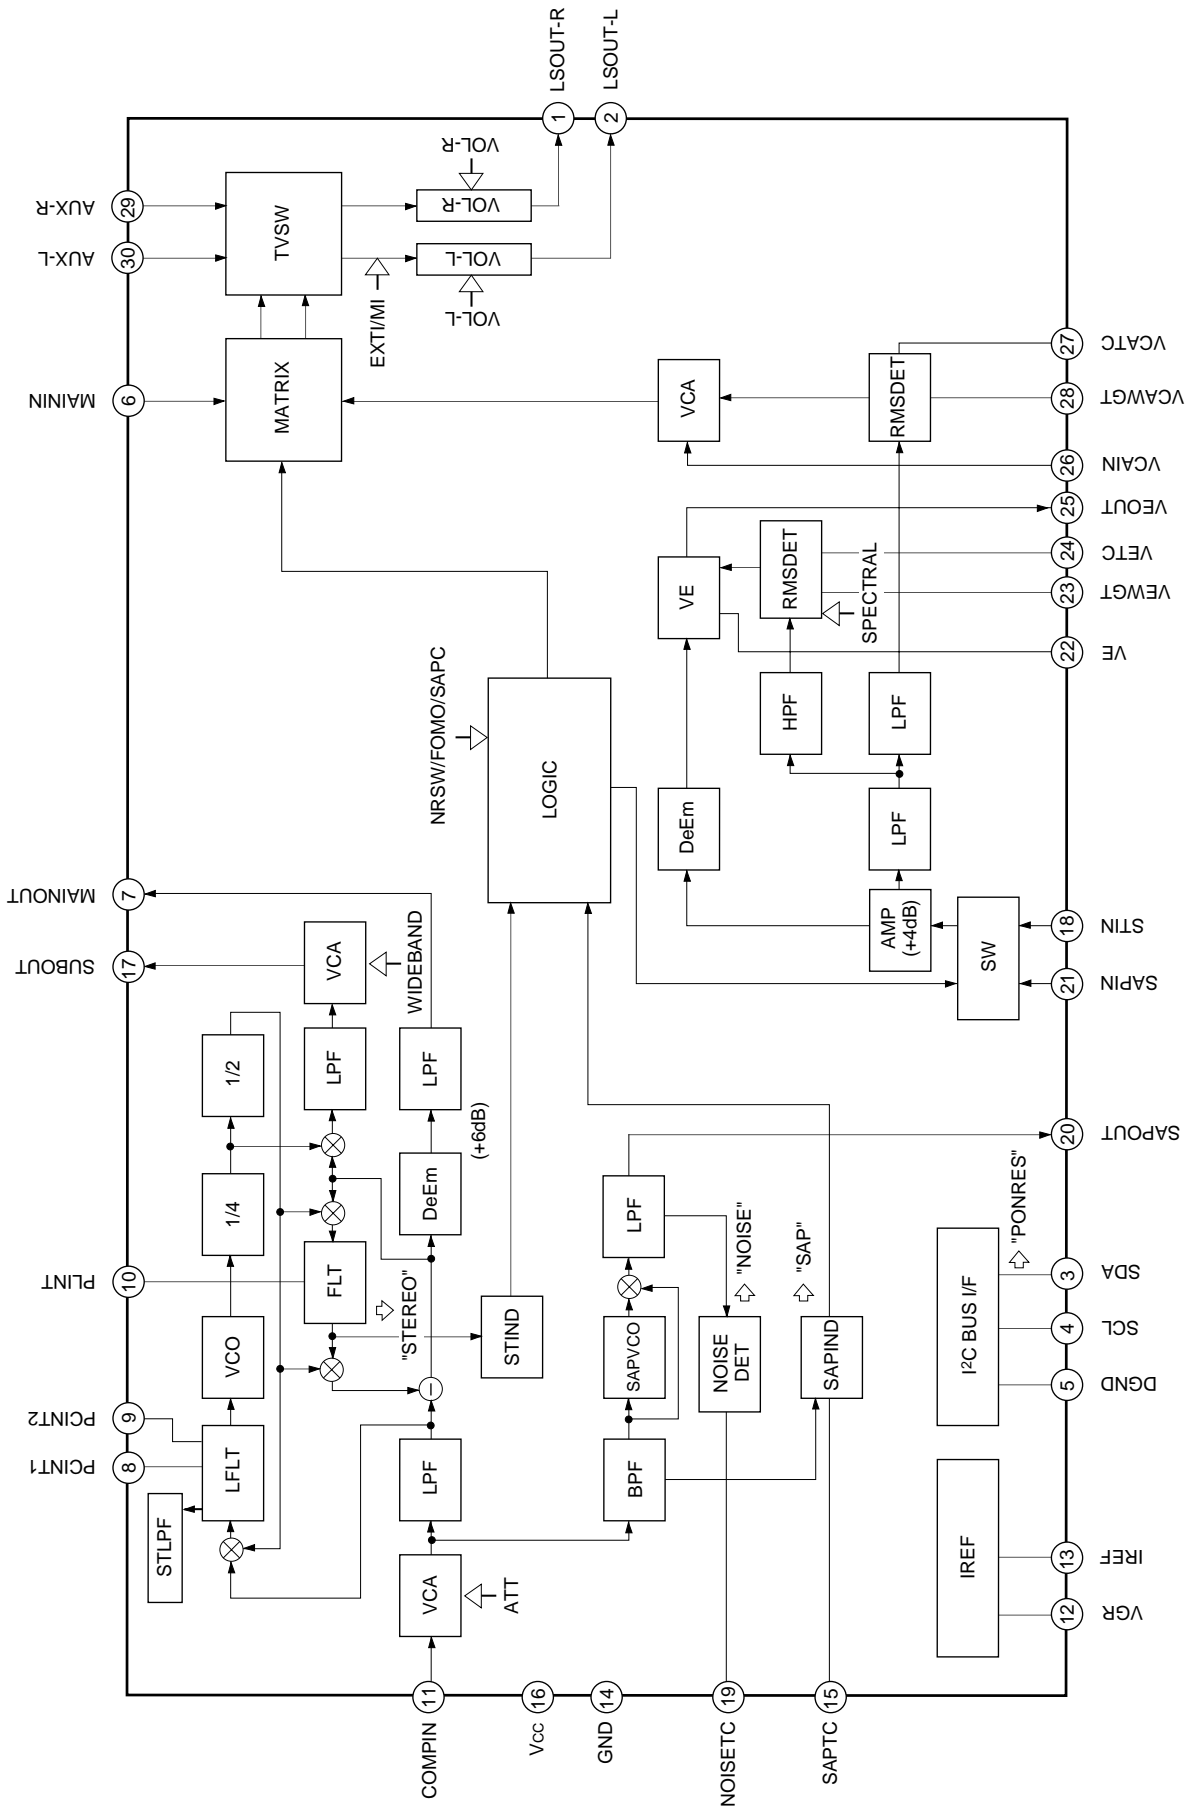 AUX-R
29
AUX-L
30
MAININ
6
MAINOUT
7
SUBOUT
17
PLINT
10
PCINT2
9
PCINT1
8
LSOUT-R
1
LSOUT-L
2
TVSW
MATRIX
EXTI/MI
VOL-R
VOL-R
VOL-L
VOL-L
VCA
RMSDET
VE
RMSDET
SPECTRAL
HPF
LPF
DeEm
LPF
AMP
(+4dB)
SW
NRSW/FOMO/SAPC
LOGIC
STLPF
LFLT
VCO
1/4
1/2
FLT
"STEREO"
LPF
VCA
WIDEBAND
VCA
ATT
LPF
DeEm
(+6dB)
LPF
STIND
BPF
SAPVCO
LPF
NOISE
DET
"NOISE"
SAPIND
"SAP"
IREF
I2C BUS I/F
"PONRES"
COMPIN
11
Vcc
16
GND
14
NOISETC
19
SAPTC
15
VCATC
27
VCAWGT
28
VCAIN
26
VEOUT
25
VETC
24
VEWGT
23
VE
22
STIN
18
SAPIN
21
SAPOUT
20
SDA
3
SCL
4
DGND
5
IREF
13
VGR
12